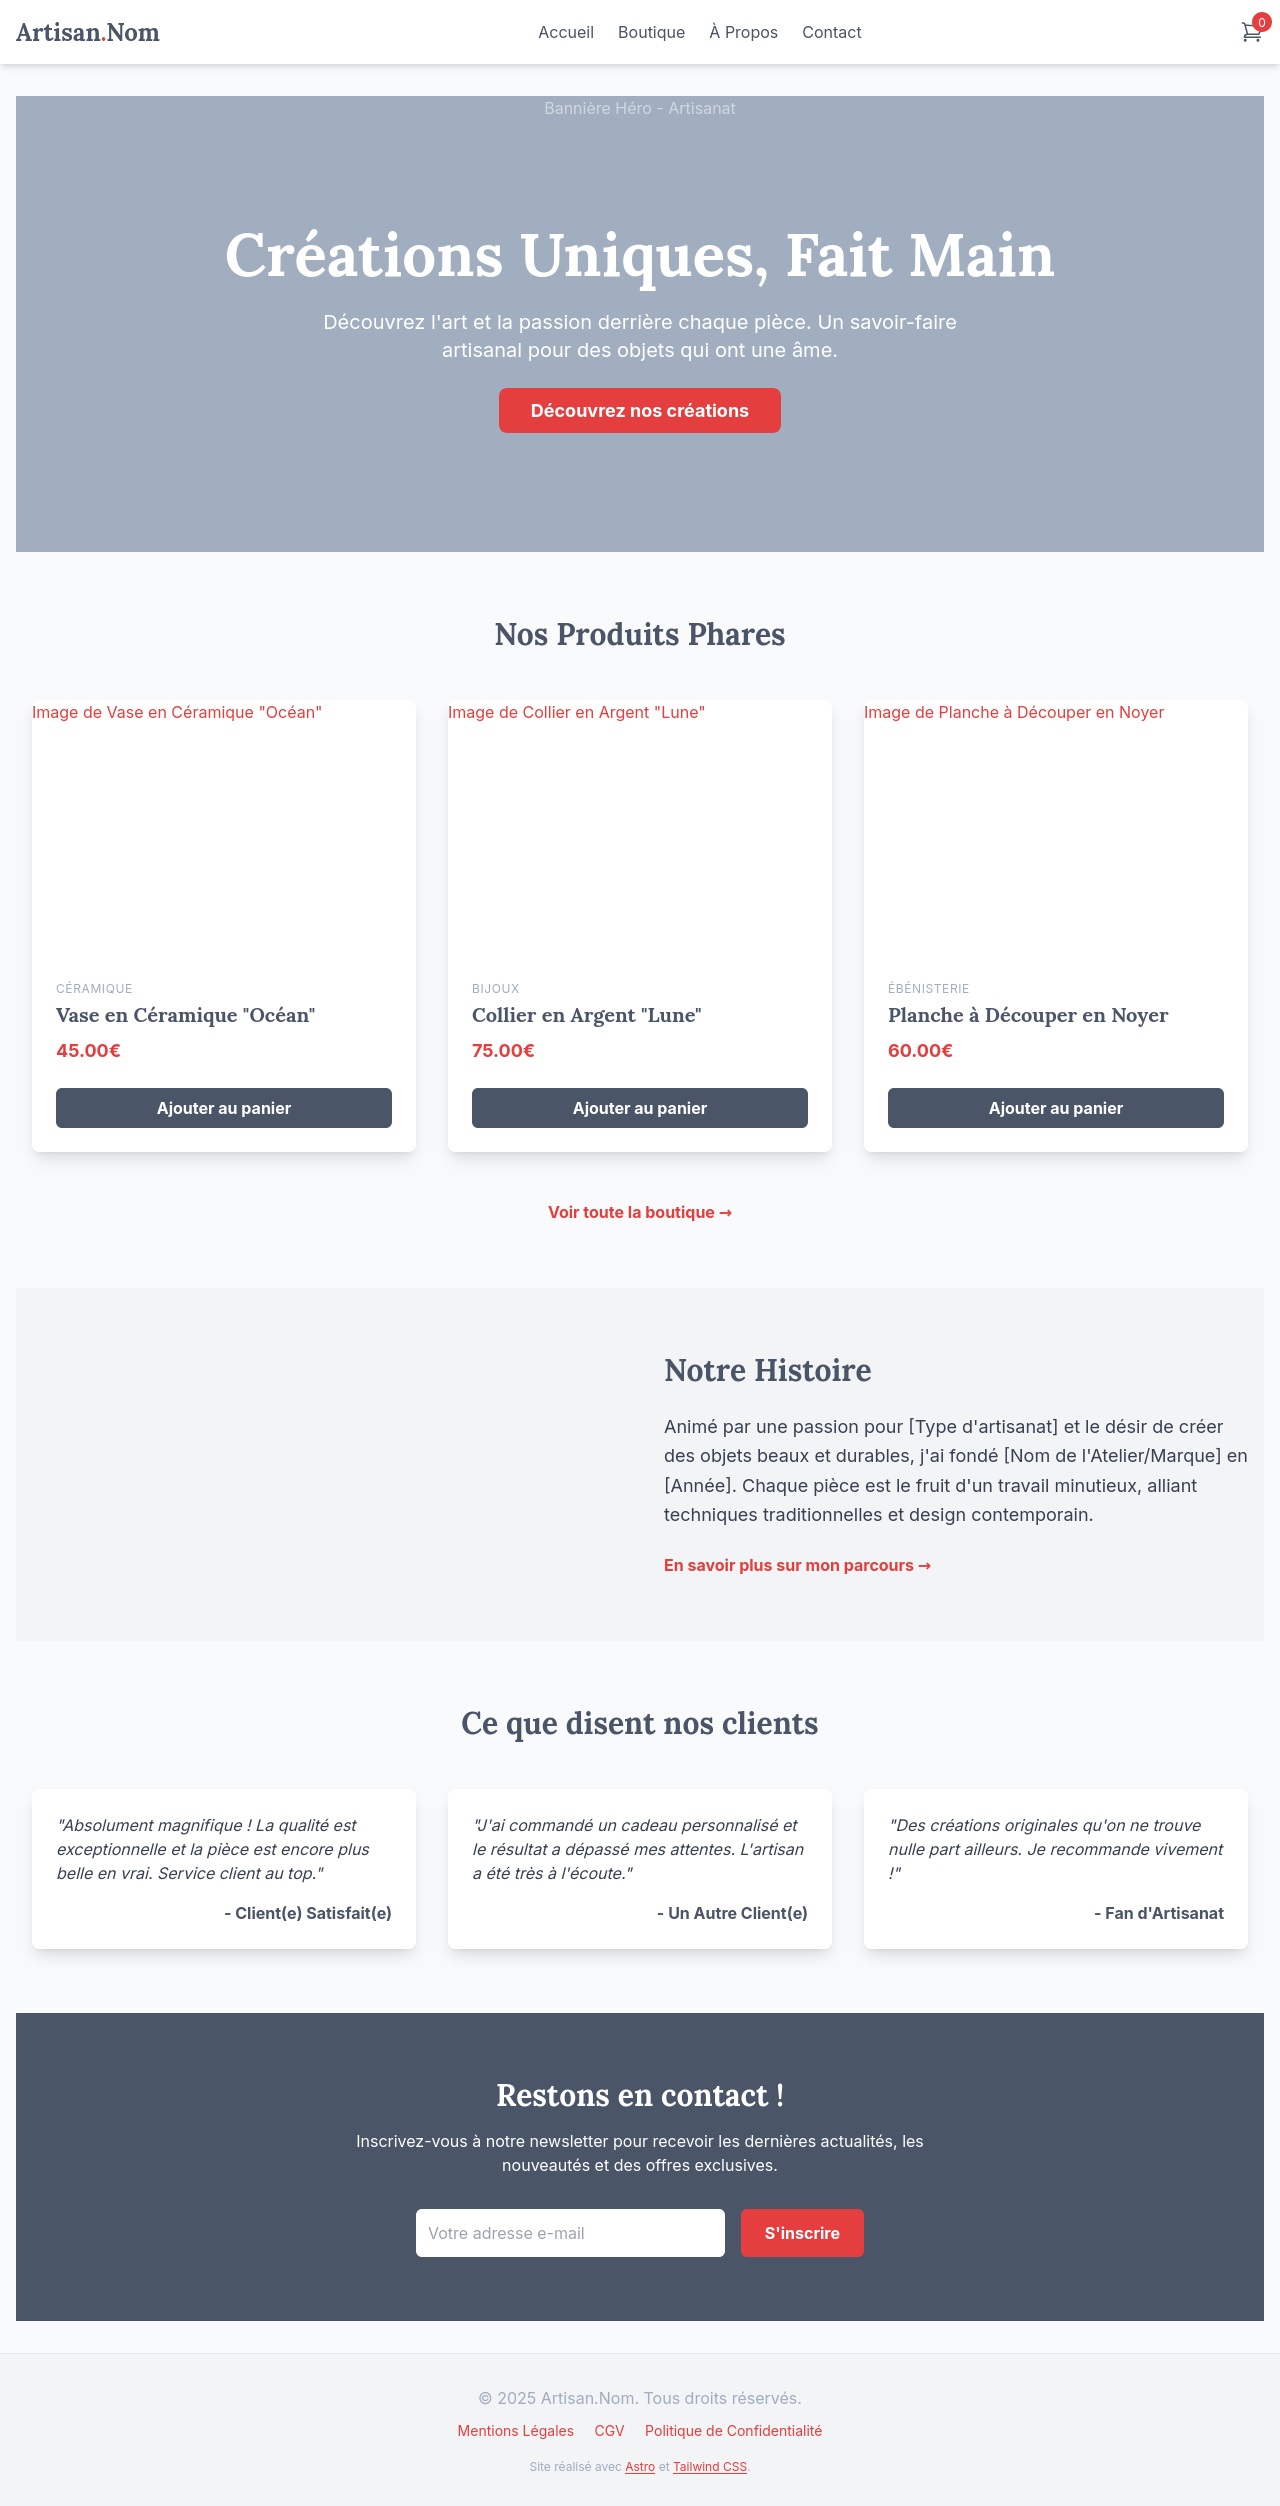 Artisan.Nom
Accueil
Boutique
À Propos
Contact
0
Bannière Héro - Artisanat
Créations Uniques, Fait Main
Découvrez l'art et la passion derrière chaque pièce. Un savoir-faire
artisanal pour des objets qui ont une âme.
Découvrez nos créations
Nos Produits Phares
Image de Vase en Céramique "Océan"
CÉRAMIQUE
Vase en Céramique "Océan"
45.00€
Ajouter au panier
Image de Collier en Argent "Lune"
BIJOUX
Collier en Argent "Lune"
75.00€
Ajouter au panier
Image de Planche à Découper en Noyer
ÉBÉNISTERIE
Planche à Découper en Noyer
60.00€
Ajouter au panier
Voir toute la boutique →
Notre Histoire
Animé par une passion pour [Type d'artisanat] et le désir de créer
des objets beaux et durables, j'ai fondé [Nom de l'Atelier/Marque] en
[Année]. Chaque pièce est le fruit d'un travail minutieux, alliant
techniques traditionnelles et design contemporain.
En savoir plus sur mon parcours →
Ce que disent nos clients
"Absolument magnifique ! La qualité est
exceptionnelle et la pièce est encore plus
belle en vrai. Service client au top."
- Client(e) Satisfait(e)
"J'ai commandé un cadeau personnalisé et
le résultat a dépassé mes attentes. L'artisan
a été très à l'écoute."
- Un Autre Client(e)
"Des créations originales qu'on ne trouve
nulle part ailleurs. Je recommande vivement
!"
- Fan d'Artisanat
Restons en contact !
Inscrivez-vous à notre newsletter pour recevoir les dernières actualités, les
nouveautés et des offres exclusives.
Votre adresse e-mail
S'inscrire
© 2025 Artisan.Nom. Tous droits réservés.
Mentions Légales
CGV
Politique de Confidentialité
Site réalisé avec Astro et Tailwind CSS.